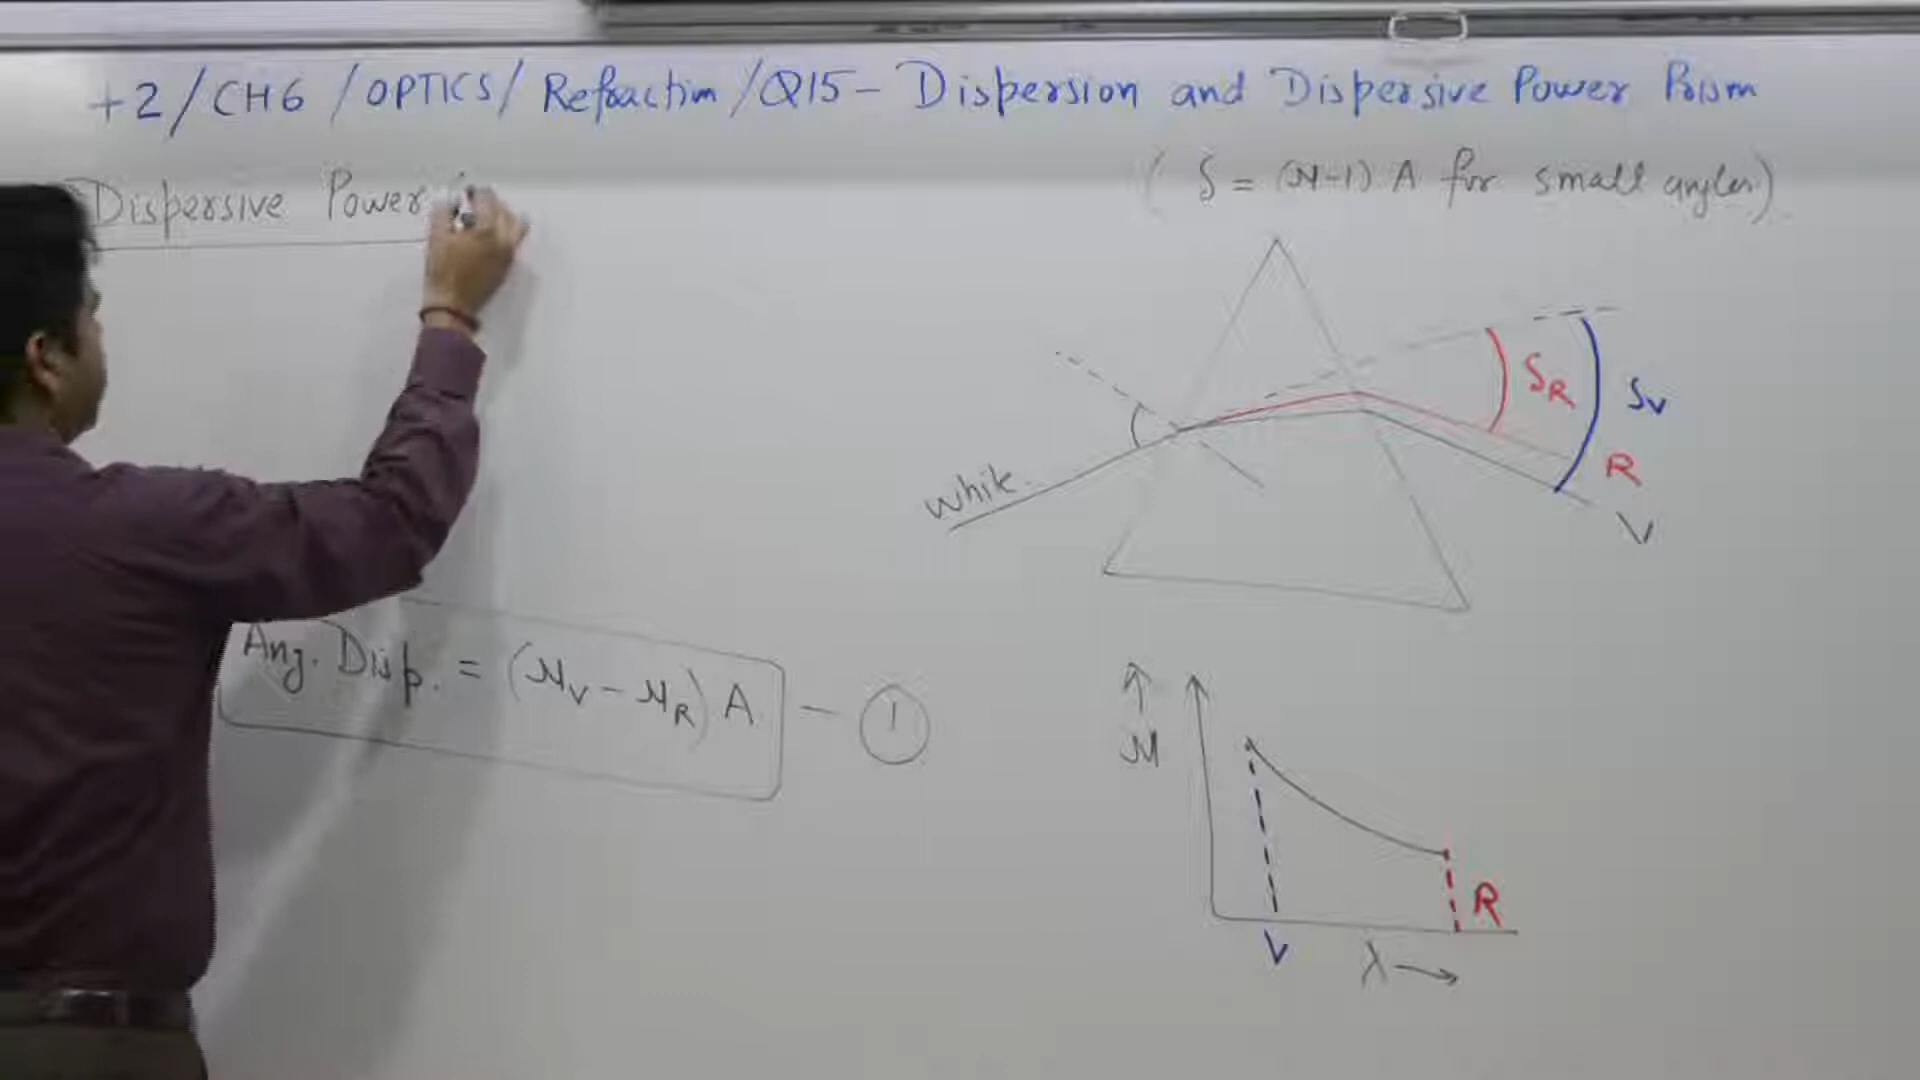 +2/CH6/OPTICS/Refraction/Q15- Dispersion and Dispersive Power Prism
Dispersive Power
(δ = (μ-1) A for small angles)
δR
δV
R
V
White
Ang. Disp. = (μV - μR) A - ①
↑
μ
R
V
λ→